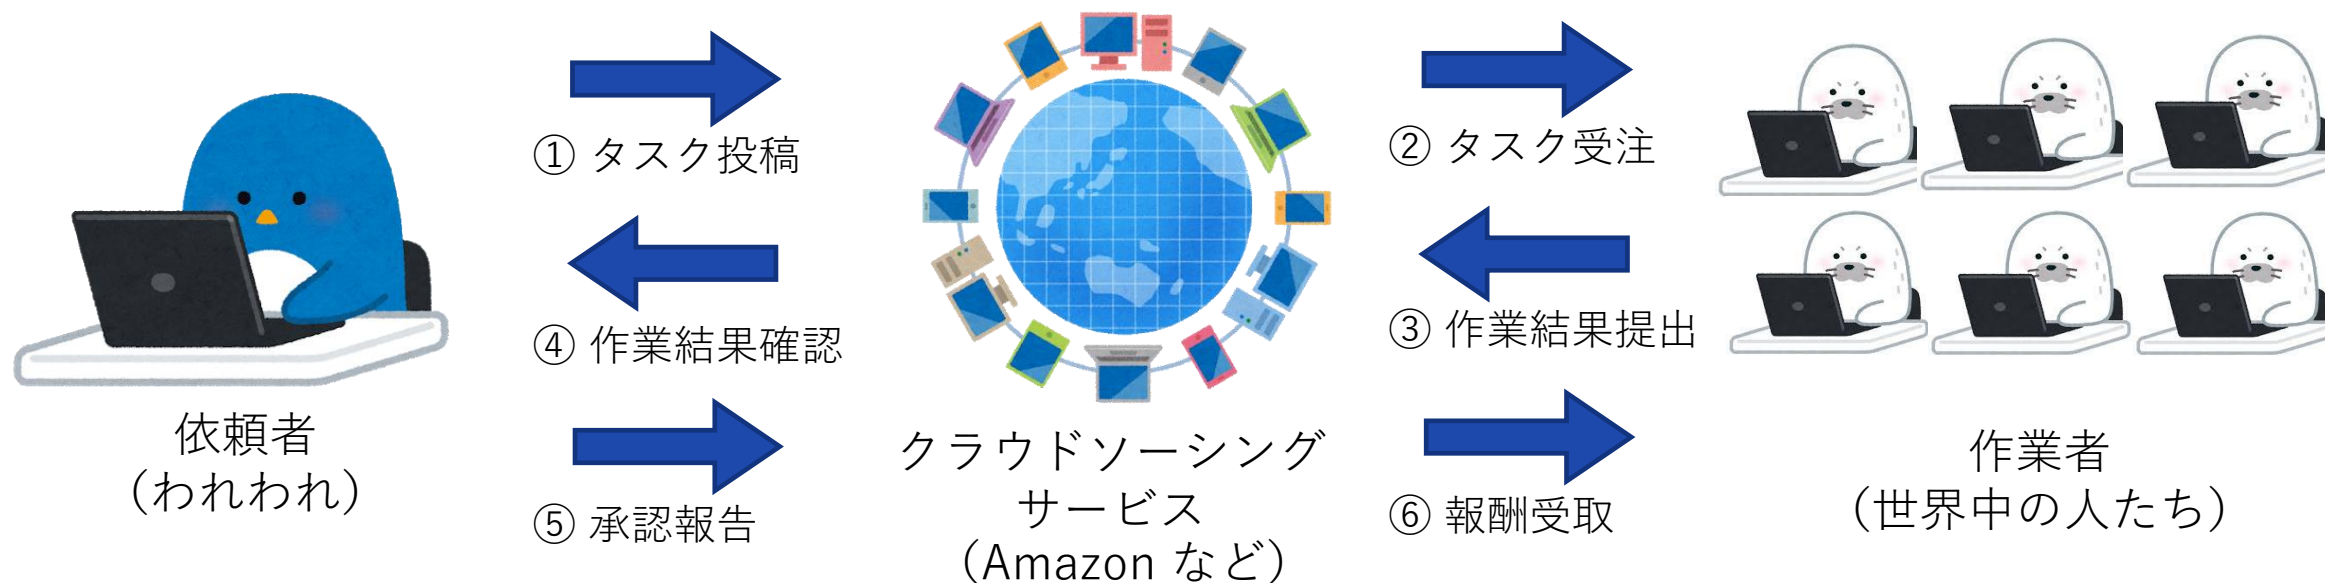 ① タスク投稿
② タスク受注
④ 作業結果確認
③ 作業結果提出
⑤ 承認報告
⑥ 報酬受取
依頼者
（われわれ）
クラウドソーシング
サービス
（Amazon など）
作業者
（世界中の人たち）